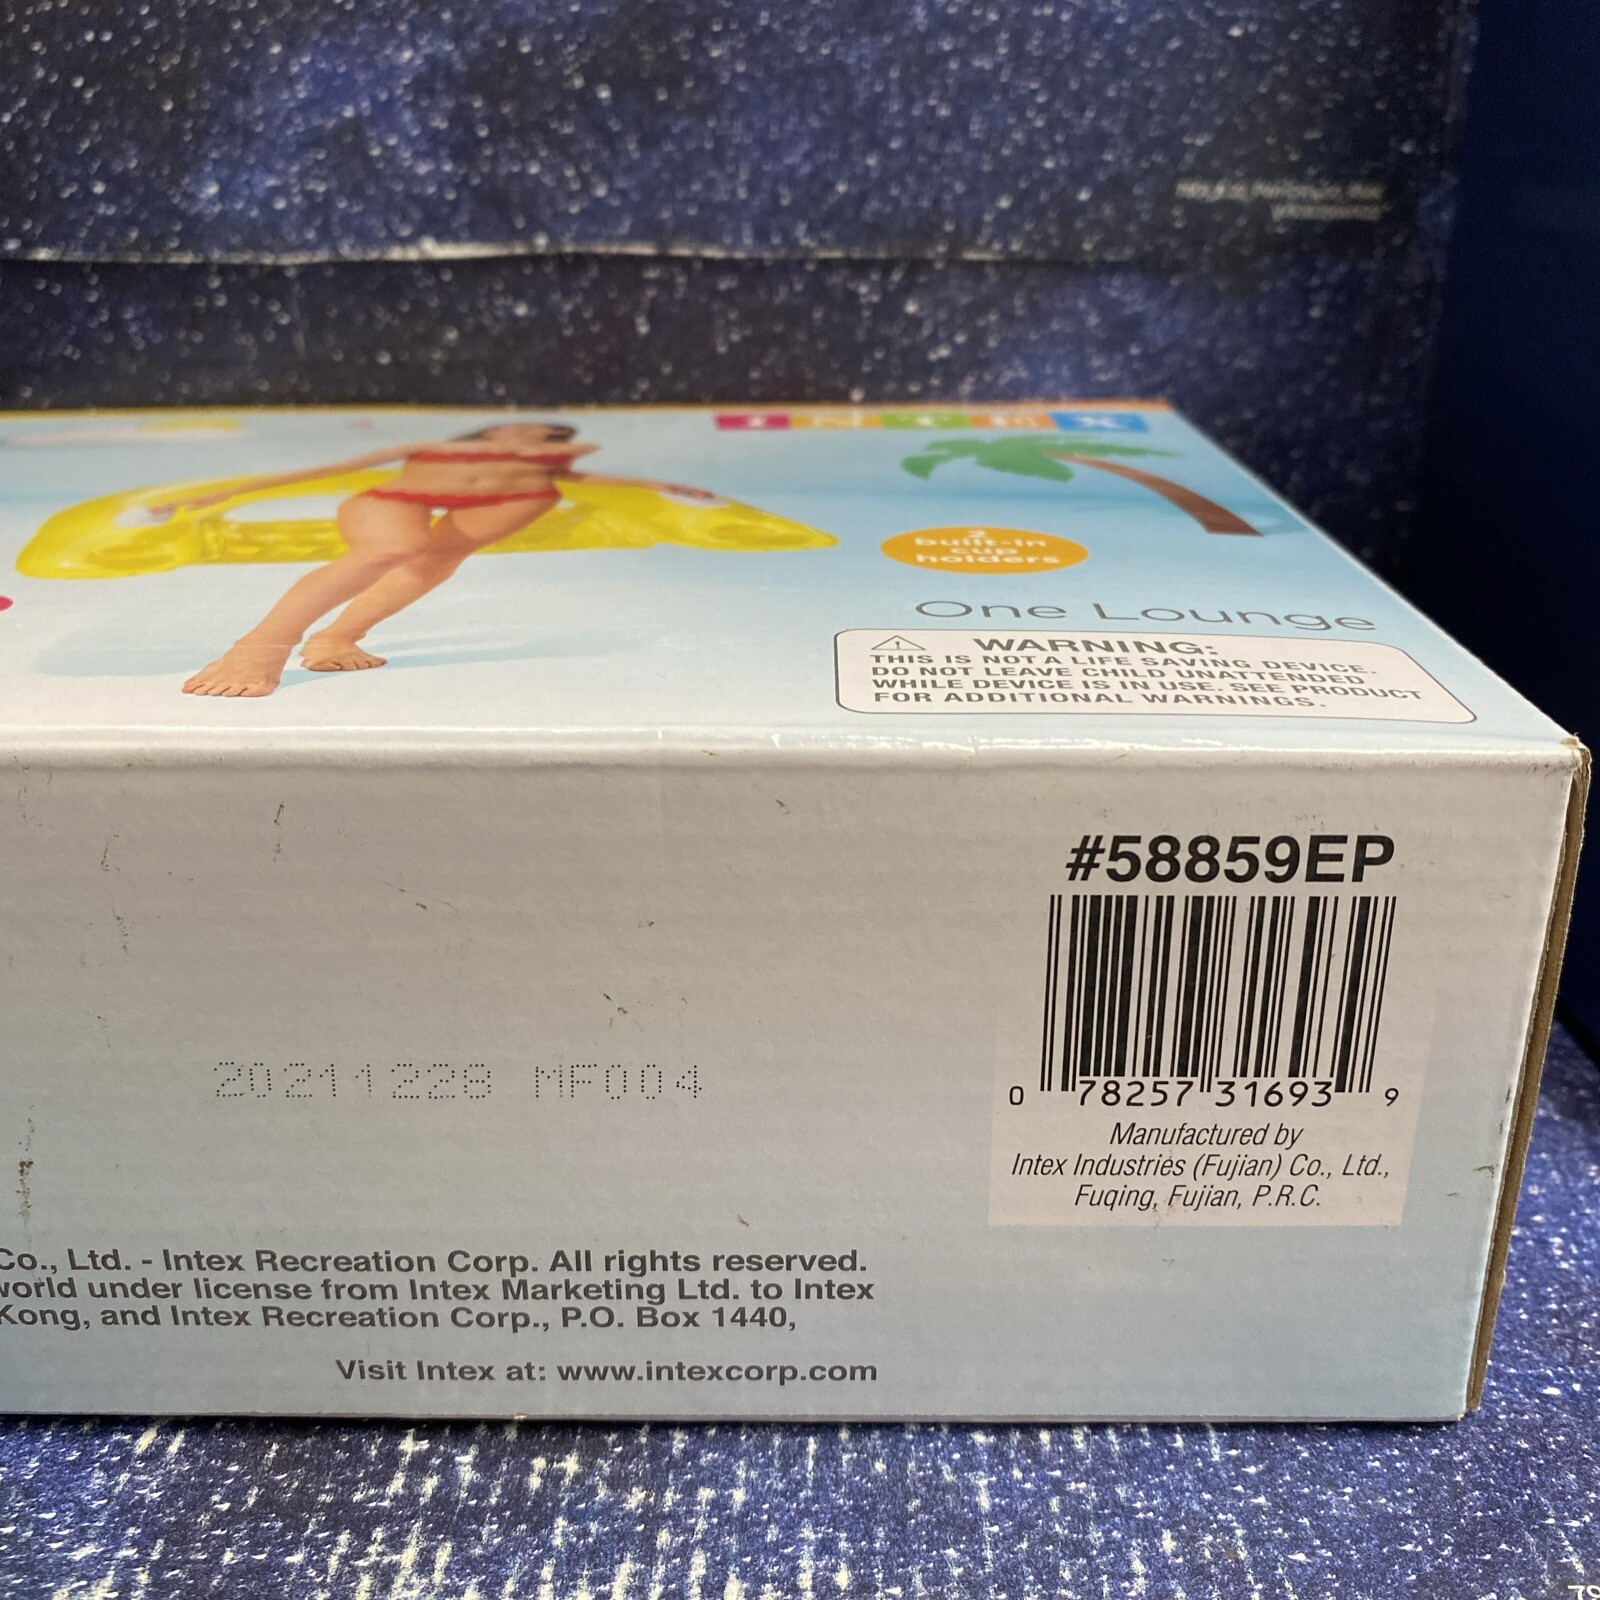 INTEX
2
built-in
cup
holders
One Lounge
WARNING:
THIS IS NOT A LIFE SAVING DEVICE.
DO NOT LEAVE CHILD UNATTENDED
WHILE DEVICE IS IN USE. SEE PRODUCT
FOR ADDITIONAL WARNINGS.
#58859EP
0 78257 31693 9
Manufactured by
Intex Industries (Fujian) Co., Ltd.,
Fuqing, Fujian, P.R.C.
20211228 MF004
Co., Ltd. - Intex Recreation Corp. All rights reserved.
world under license from Intex Marketing Ltd. to Intex
Kong, and Intex Recreation Corp., P.O. Box 1440,
Visit Intex at: www.intexcorp.com
79